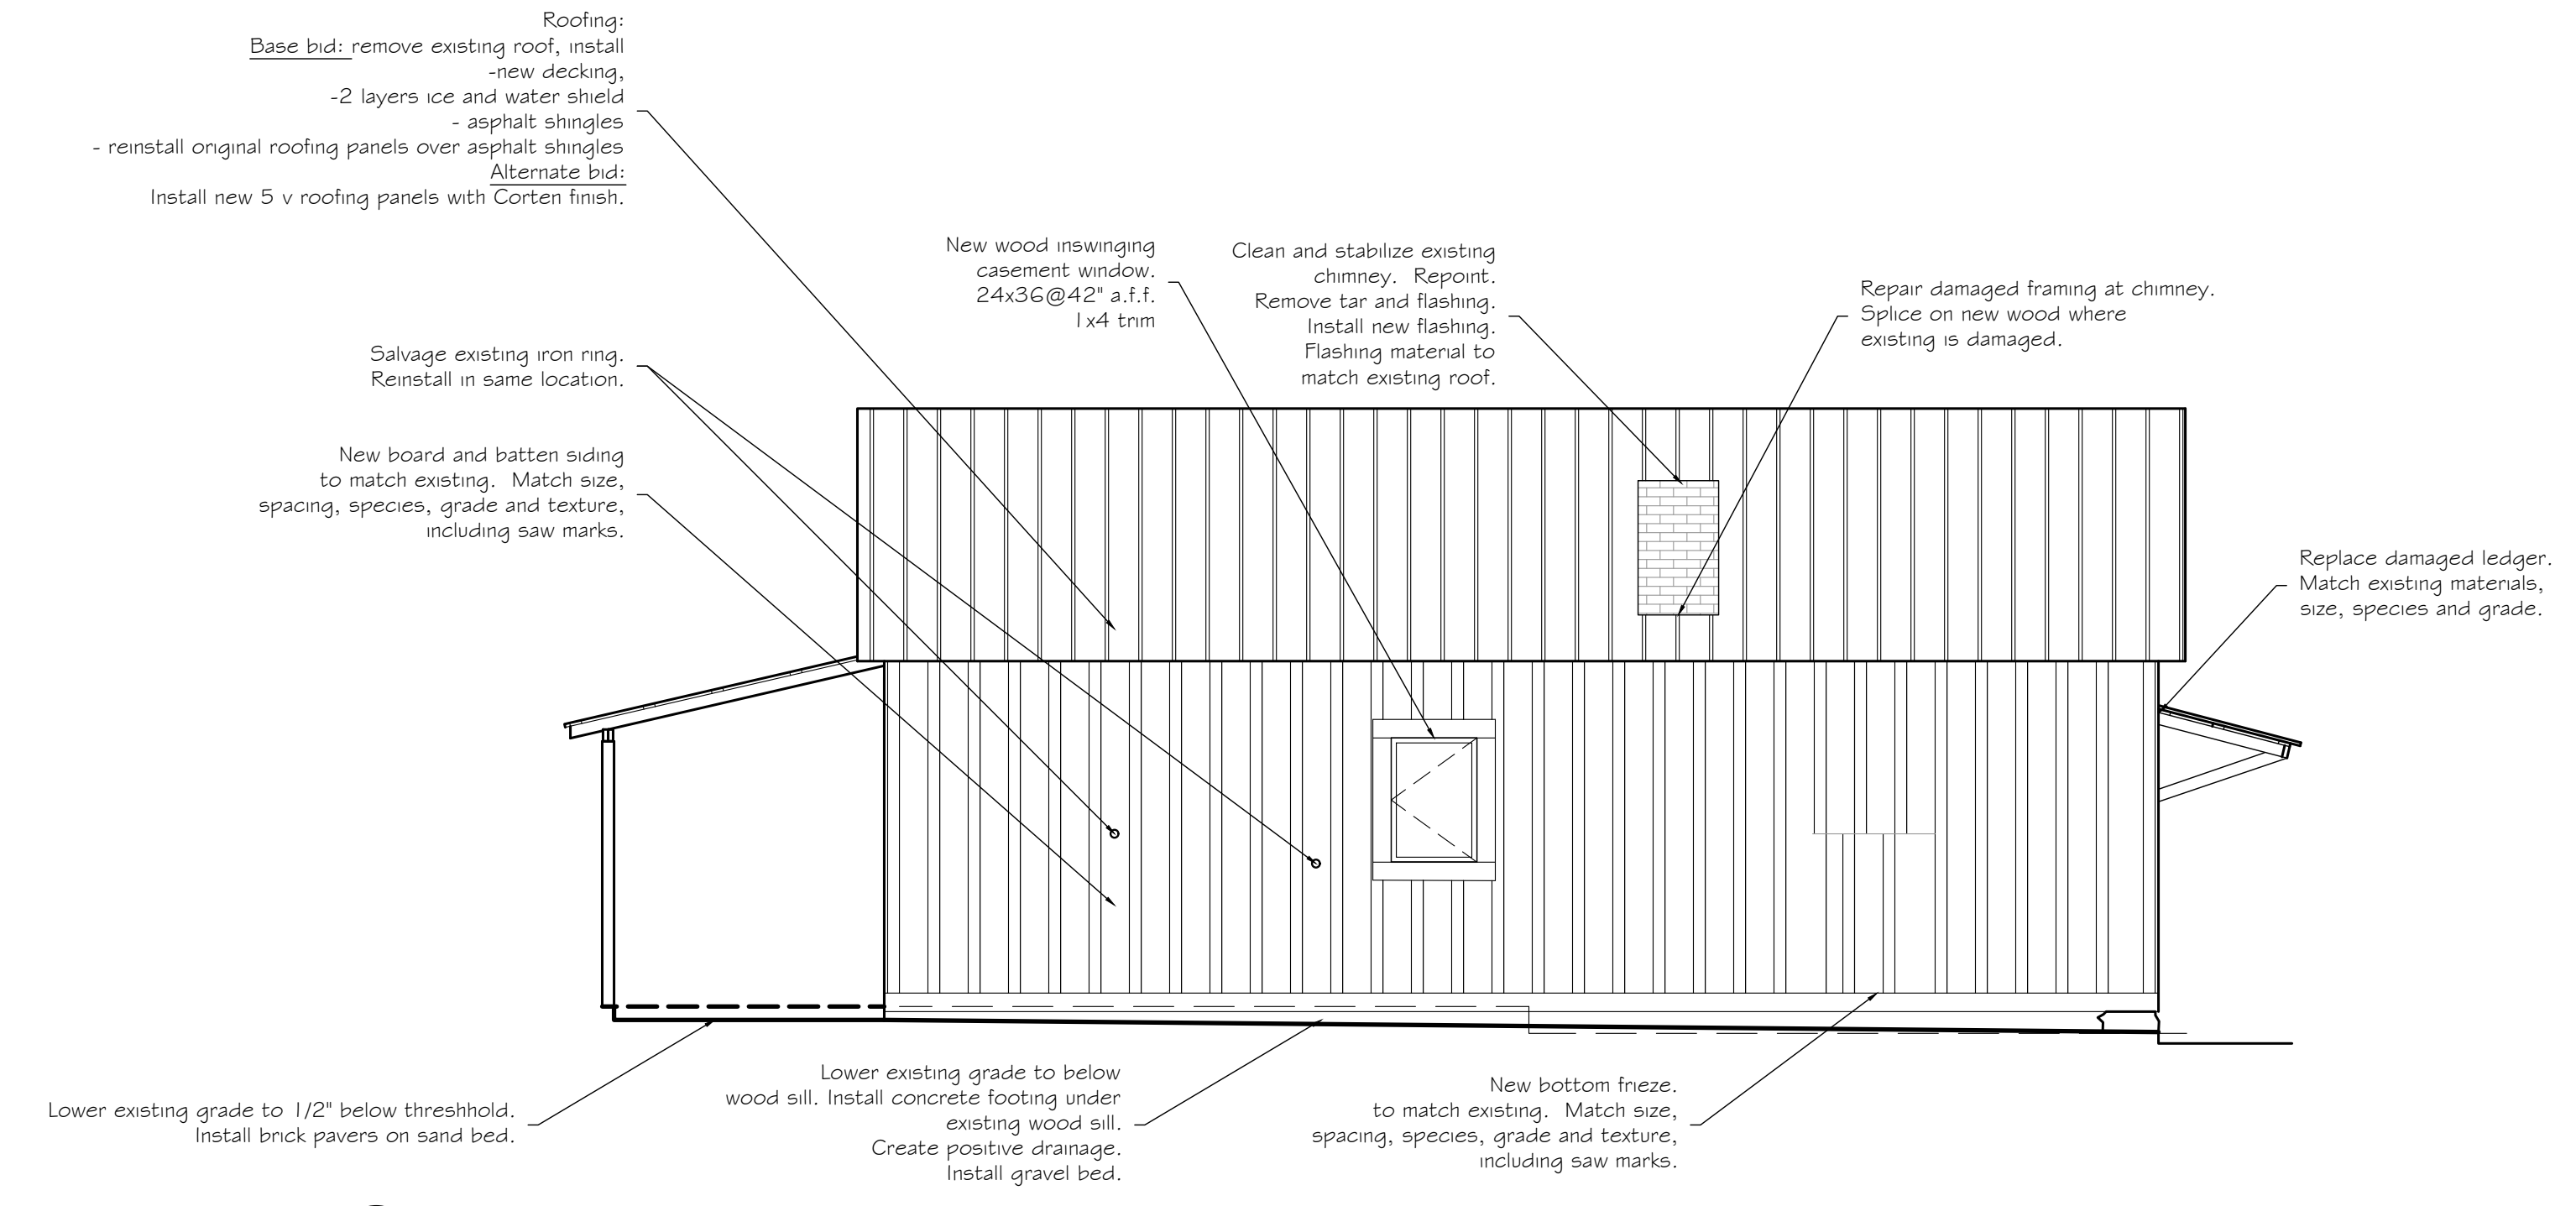 Roofing:
Base bid: remove existing roof, install
-new decking,
-2 layers ice and water shield
- asphalt shingles
- reinstall original roofing panels over asphalt shingles
Alternate bid:
Install new 5 v roofing panels with Corten finish.
New wood inswinging
casement window.
24x36@42" a.f.f.
1x4 trim
Clean and stabilize existing
chimney. Repoint.
Remove tar and flashing.
Install new flashing.
Flashing material to
match existing roof.
Repair damaged framing at chimney.
Splice on new wood where
existing is damaged.
Salvage existing iron ring.
Reinstall in same location.
New board and batten siding
to match existing. Match size,
spacing, species, grade and texture,
including saw marks.
Replace damaged ledger.
Match existing materials,
size, species and grade.
Lower existing grade to 1/2" below threshhold.
Install brick pavers on sand bed.
Lower existing grade to below
wood sill. Install concrete footing under
existing wood sill.
Create positive drainage.
Install gravel bed.
New bottom frieze.
to match existing. Match size,
spacing, species, grade and texture,
including saw marks.